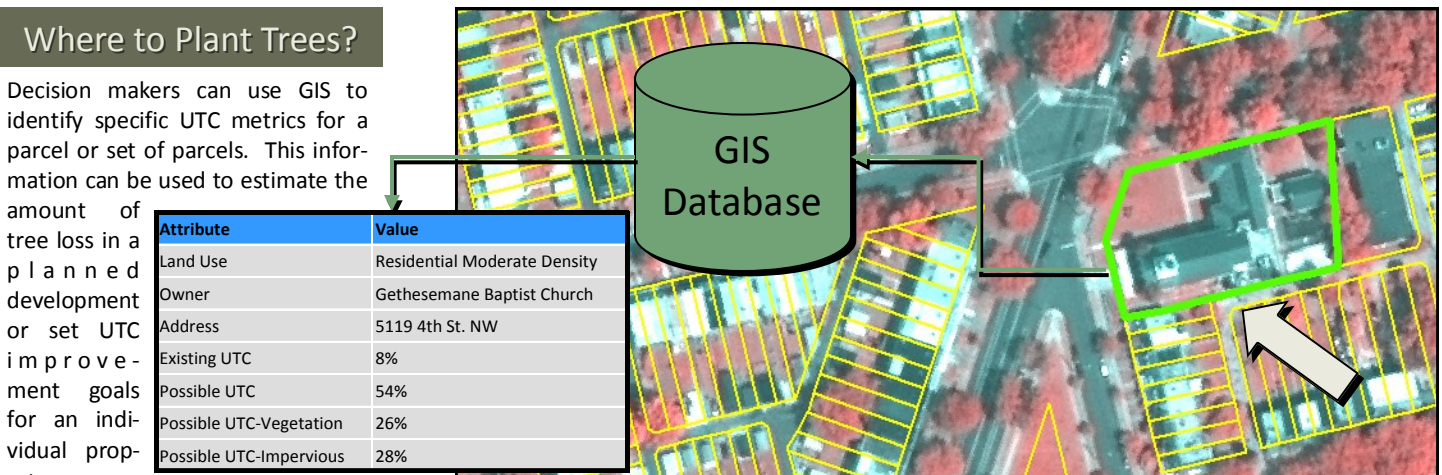 Where to Plant Trees?
Decision makers can use GIS to
identify specific UTC metrics for a
parcel or set of parcels. This infor-
mation can be used to estimate the
amount of
tree loss in a
planned
development
or set UTC
improve-
ment goals
for an indi-
vidual prop-
Attribute Value
Land Use Residential Moderate Density
Owner Gethesemane Baptist Church
Address 5119 4th St. NW
Existing UTC 8%
Possible UTC 54%
Possible UTC-Vegetation 26%
Possible UTC-Impervious 28%
GIS
Database